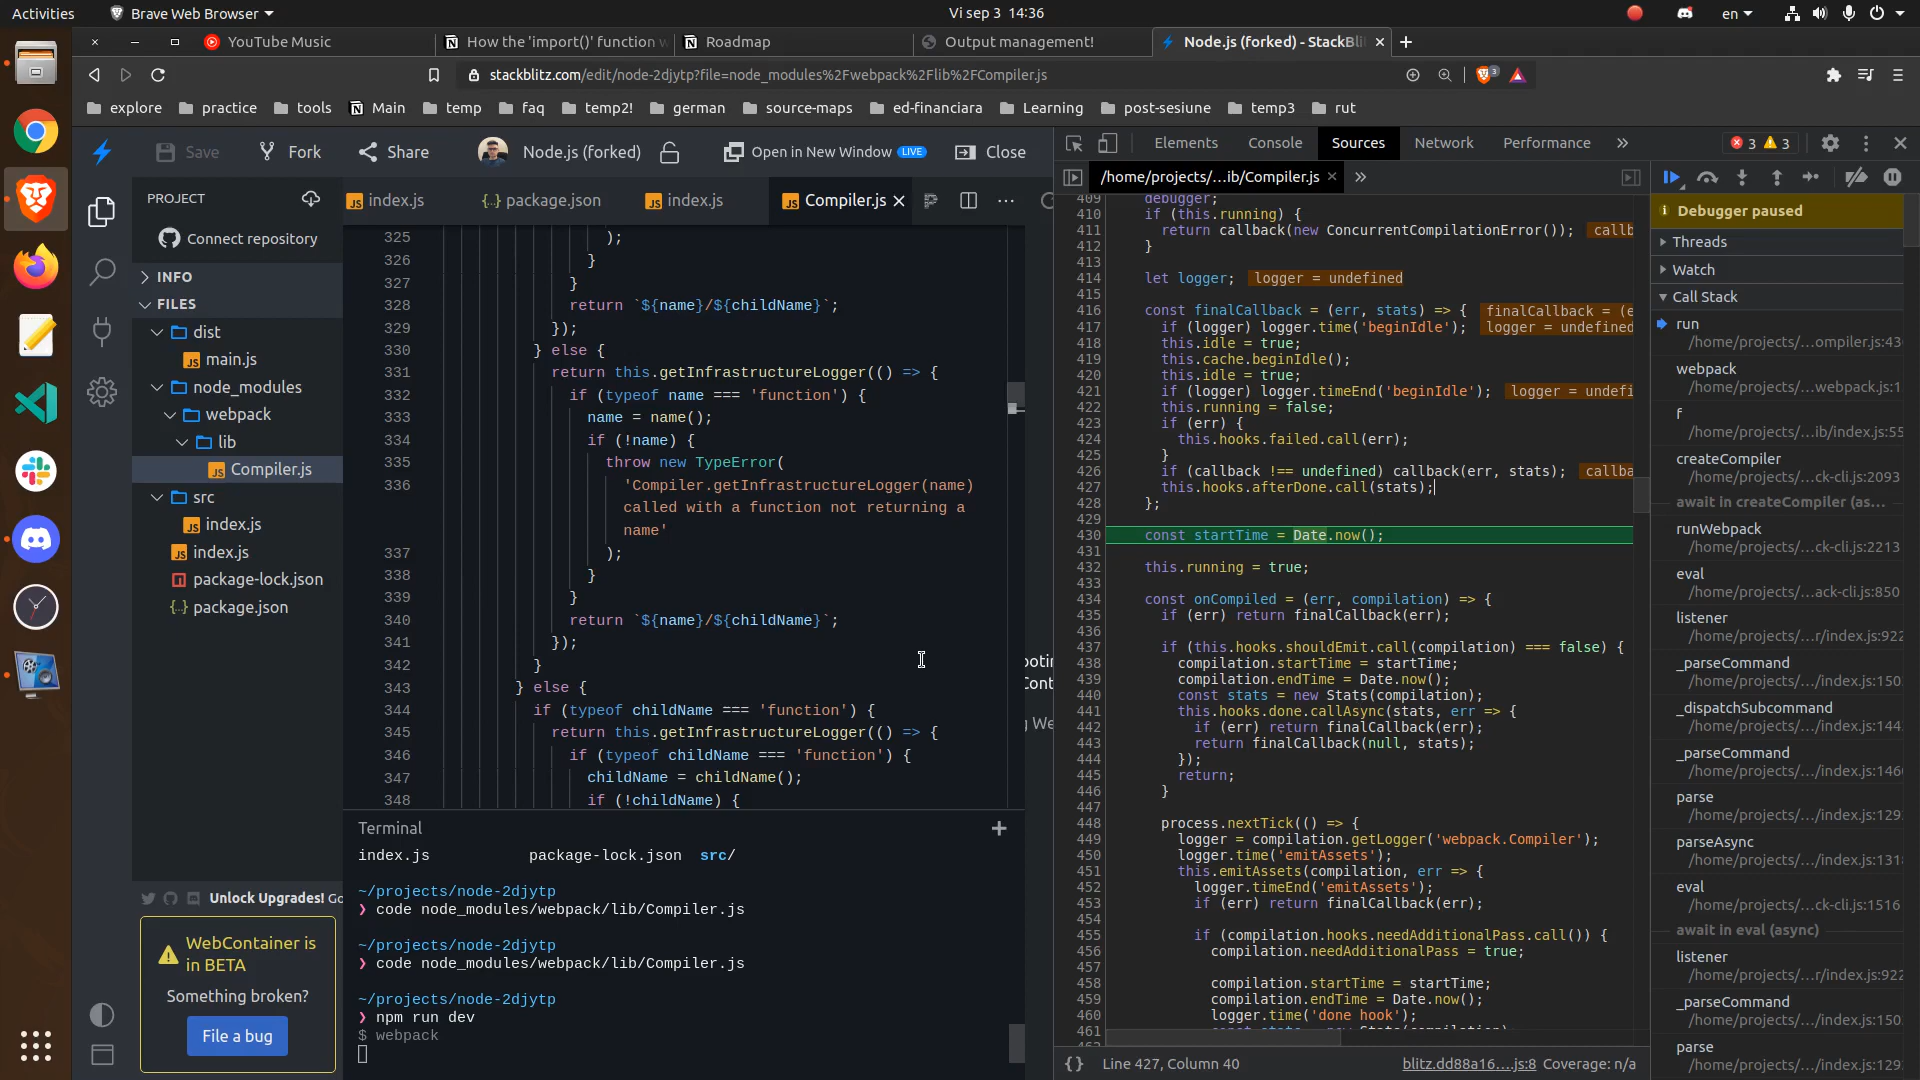 Activities
Brave Web Browser
Vi sep 3 14:36
en
YouTube Music
How the 'import()' function w
Roadmap
Output management!
Node.js (forked) - StackBli
stackblitz.com/edit/node-2djytp?file=node_modules%2Fwebpack%2Flib%2FCompiler.js
3
explore
practice
tools
Main
temp
faq
temp2!
german
source-maps
ed-financiara
Learning
post-sesiune
temp3
rut
Save
Fork
Share
Node.js (forked)
Open in New Window LIVE
Close
PROJECT
Connect repository
INFO
FILES
dist
main.js
node_modules
webpack
lib
Compiler.js
src
index.js
index.js
package-lock.json
package.json
Unlock Upgrades! Go
WebContainer is
in BETA
Something broken?
File a bug
index.js
package.json
index.js
Compiler.js
325 );
326 }
327 }
328 return `${name}/${childName}`;
329 });
330 } else {
331 return this.getInfrastructureLogger(() => {
332 if (typeof name === 'function') {
333 name = name();
334 if (!name) {
335 throw new TypeError(
336 'Compiler.getInfrastructureLogger(name)
called with a function not returning a
name'
337 );
338 }
339 }
340 return `${name}/${childName}`;
341 });
342 }
343 } else {
344 if (typeof childName === 'function') {
345 return this.getInfrastructureLogger(() => {
346 if (typeof childName === 'function') {
347 childName = childName();
348 if (!childName) {
Terminal
index.js package-lock.json src/
~/projects/node-2djytp
❯ code node_modules/webpack/lib/Compiler.js
~/projects/node-2djytp
❯ code node_modules/webpack/lib/Compiler.js
~/projects/node-2djytp
❯ npm run dev
$ webpack
Elements
Console
Sources
Network
Performance
3
3
/home/projects/…ib/Compiler.js
409 debugger;
410 if (this.running) {
411 return callback(new ConcurrentCompilationError()); callb
412 }
413
414 let logger; logger = undefined
415
416 const finalCallback = (err, stats) => { finalCallback = (e
417 if (logger) logger.time('beginIdle'); logger = undefined
418 this.idle = true;
419 this.cache.beginIdle();
420 this.idle = true;
421 if (logger) logger.timeEnd('beginIdle'); logger = undefi
422 this.running = false;
423 if (err) {
424 this.hooks.failed.call(err);
425 }
426 if (callback !== undefined) callback(err, stats); callba
427 this.hooks.afterDone.call(stats);
428 };
429
430 const startTime = Date.now();
431
432 this.running = true;
433
434 const onCompiled = (err, compilation) => {
435 if (err) return finalCallback(err);
436
437 if (this.hooks.shouldEmit.call(compilation) === false) {
438 compilation.startTime = startTime;
439 compilation.endTime = Date.now();
440 const stats = new Stats(compilation);
441 this.hooks.done.callAsync(stats, err => {
442 if (err) return finalCallback(err);
443 return finalCallback(null, stats);
444 });
445 return;
446 }
447
448 process.nextTick(() => {
449 logger = compilation.getLogger('webpack.Compiler');
450 logger.time('emitAssets');
451 this.emitAssets(compilation, err => {
452 logger.timeEnd('emitAssets');
453 if (err) return finalCallback(err);
454
455 if (compilation.hooks.needAdditionalPass.call()) {
456 compilation.needAdditionalPass = true;
457
458 compilation.startTime = startTime;
459 compilation.endTime = Date.now();
460 logger.time('done hook');
461 const stats = new Stats(compilation);
{} Line 427, Column 40
blitz.dd88a16….js:8 Coverage: n/a
Debugger paused
Threads
Watch
Call Stack
run
/home/projects/…ompiler.js:43
webpack
/home/projects/…webpack.js:1
f
/home/projects/…ib/index.js:55
createCompiler
/home/projects/…ck-cli.js:2093
await in createCompiler (as...
runWebpack
/home/projects/…ck-cli.js:2213
eval
/home/projects/…ack-cli.js:850
listener
/home/projects/…r/index.js:922
_parseCommand
/home/projects/…/index.js:150
_dispatchSubcommand
/home/projects/…/index.js:144
_parseCommand
/home/projects/…/index.js:146
parse
/home/projects/…/index.js:129
parseAsync
/home/projects/…/index.js:131
eval
/home/projects/…ck-cli.js:1516
await in eval (async)
listener
/home/projects/…r/index.js:922
_parseCommand
/home/projects/…/index.js:150
parse
/home/projects/…/index.js:129